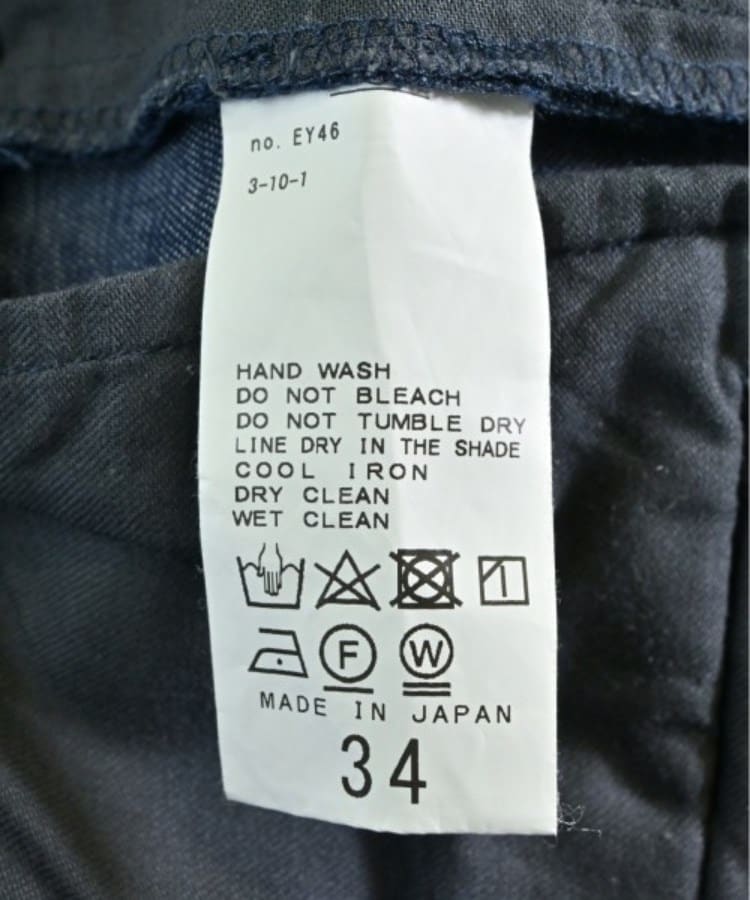 no. EY46
3-10-1
HAND WASH
DO NOT BLEACH
DO NOT TUMBLE DRY
LINE DRY IN THE SHADE
COOL IRON
DRY CLEAN
WET CLEAN
F W
MADE IN JAPAN
34